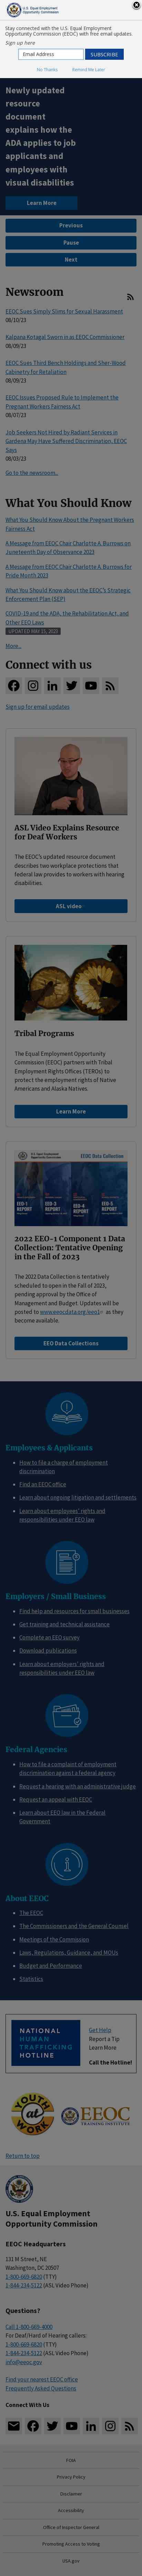 U.S. Equal Employment
Opportunity Commission
Stay connected with the U.S. Equal Employment
Opportunity Commission (EEOC) with free email updates.
Sign up here
Email Address
SUBSCRIBE
No Thanks
Remind Me Later
Newly updated
resource
document
explains how the
ADA applies to job
applicants and
employees with
visual disabilities
Learn More
Previous
Pause
Next
Newsroom
EEOC Sues Simply Slims for Sexual Harassment
08/10/23
Kalpana Kotagal Sworn in as EEOC Commissioner
08/09/23
EEOC Sues Third Bench Holdings and Sher-Wood
Cabinetry for Retaliation
08/09/23
EEOC Issues Proposed Rule to Implement the
Pregnant Workers Fairness Act
08/07/23
Job Seekers Not Hired by Radiant Services in
Gardena May Have Suffered Discrimination, EEOC
Says
08/03/23
Go to the newsroom...
What You Should Know
What You Should Know About the Pregnant Workers
Fairness Act
A Message from EEOC Chair Charlotte A. Burrows on
Juneteenth Day of Observance 2023
A Message from EEOC Chair Charlotte A. Burrows for
Pride Month 2023
What You Should Know about the EEOC's Strategic
Enforcement Plan (SEP)
COVID-19 and the ADA, the Rehabilitation Act, and
Other EEO Laws
UPDATED MAY 15, 2023
More...
Connect with us
Sign up for email updates
ASL Video Explains Resource
for Deaf Workers
The EEOC's updated resource
document describes two ways that
federal law protects workers with hearing
disabilities.
ASL video
Tribal Programs
The Equal Employment Opportunity
Commission (EEOC) partners with Tribal
Employment Rights Offices (TEROs) to
protect the employment rights of Native
Americans and Alaska Natives.
Learn More
EEOC Data Collection
EEO-1
REPORT
EEO-3
REPORT
EEO-4
REPORT
EEO-5
REPORT
2022 EEO-1 Component 1 Data
Collection: Tentative Opening
in the Fall of 2023
The 2022 Data Collection is tentatively
scheduled to open in the Fall of 2023,
pending approval by the Office of
Management and Budget. Updates will be
posted to www.eeocdata.org/eeo1 as they
become available.
EEO Data Collections
Employees & Applicants
How to file a charge of employment
discrimination
Find an EEOC office
Learn about ongoing litigation and settlements
Learn about employees' rights and
responsibilities under EEO law
Employers / Small Business
Find help and resources for small businesses
Get training and technical assistance
Complete an EEO survey
Download publications
Learn about employers' rights and
responsibilities under EEO law
Federal Agencies
How to file a complaint of employment
discrimination against a federal agency
Request a hearing with an administrative judge
Request an appeal with EEOC
Learn about EEO law in the Federal
Government
About EEOC
The EEOC
The Commissioners and the General Counsel
Meetings of the Commission
Laws, Regulations, Guidance, and MOUs
Budget and Performance
Statistics
NATIONAL
HUMAN
TRAFFICKING
HOTLINE
Get Help
Report a Tip
Learn More
Call the Hotline!
YOUTH
at
WORK
EEOC
TRAINING INSTITUTE
Return to top
U.S. Equal Employment
Opportunity Commission
EEOC Headquarters
131 M Street, NE
Washington, DC 20507
1-800-669-6820 (TTY)
1-844-234-5122 (ASL Video Phone)
Questions?
Call 1-800-669-4000
For Deaf/Hard of Hearing callers:
1-800-669-6820 (TTY)
1-844-234-5122 (ASL Video Phone)
info@eeoc.gov
Find your nearest EEOC office
Frequently Asked Questions
Connect With Us
FOIA
Privacy Policy
Disclaimer
Accessibility
Office of Inspector General
Promoting Access to Voting
USA.gov